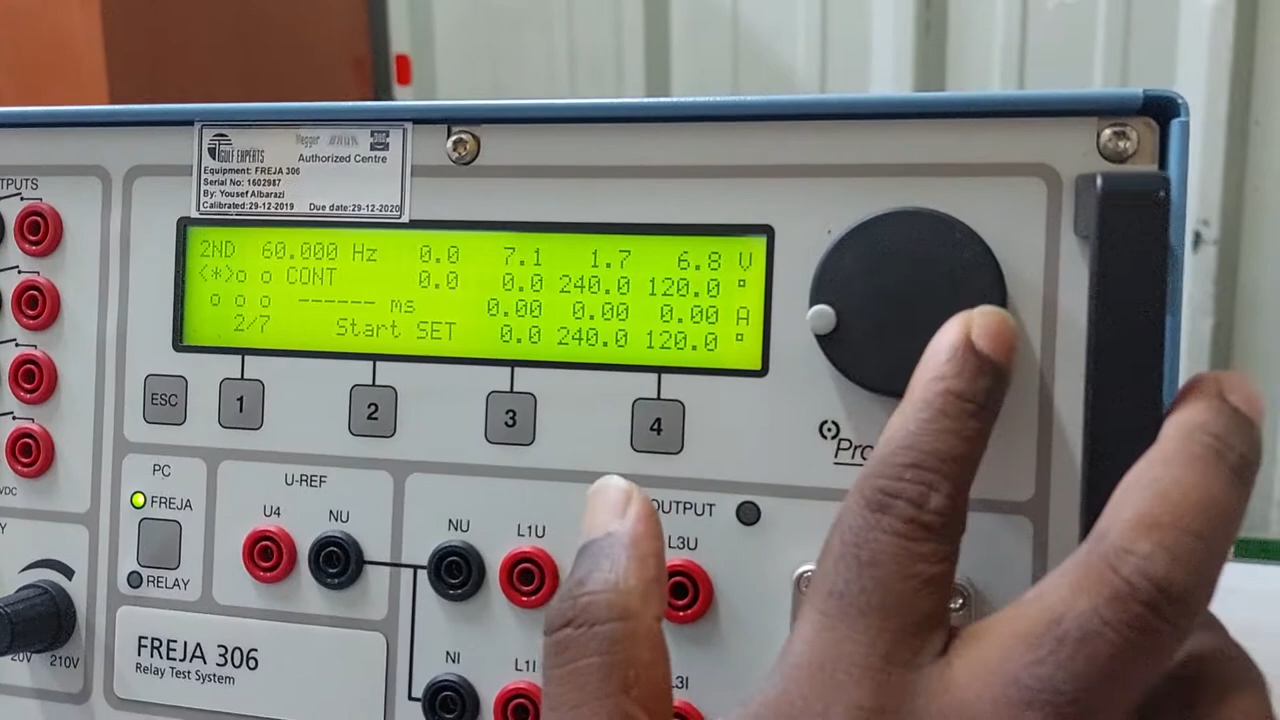 TPUTS
GULF EXPERTS
Megger
Authorized Centre
Equipment: FREJA 306
Serial No: 1602987
By: Yousef Albarazi
Calibrated:29-12-2019 Due date:29-12-2020
2ND 60.000 Hz 0.0 7.1 1.7 6.8 V
<*>o o CONT 0.0 0.0 240.0 120.0 °
o o o ------ ms 0.00 0.00 0.00 A
2/7 Start SET 0.0 240.0 120.0 °
ESC 1 2 3 4
VDC
PC
FREJA
RELAY
U-REF
U4 NU
OUTPUT
NU L1U L3U
NI L1I L3I
Y
20V 210V
FREJA 306
Relay Test System